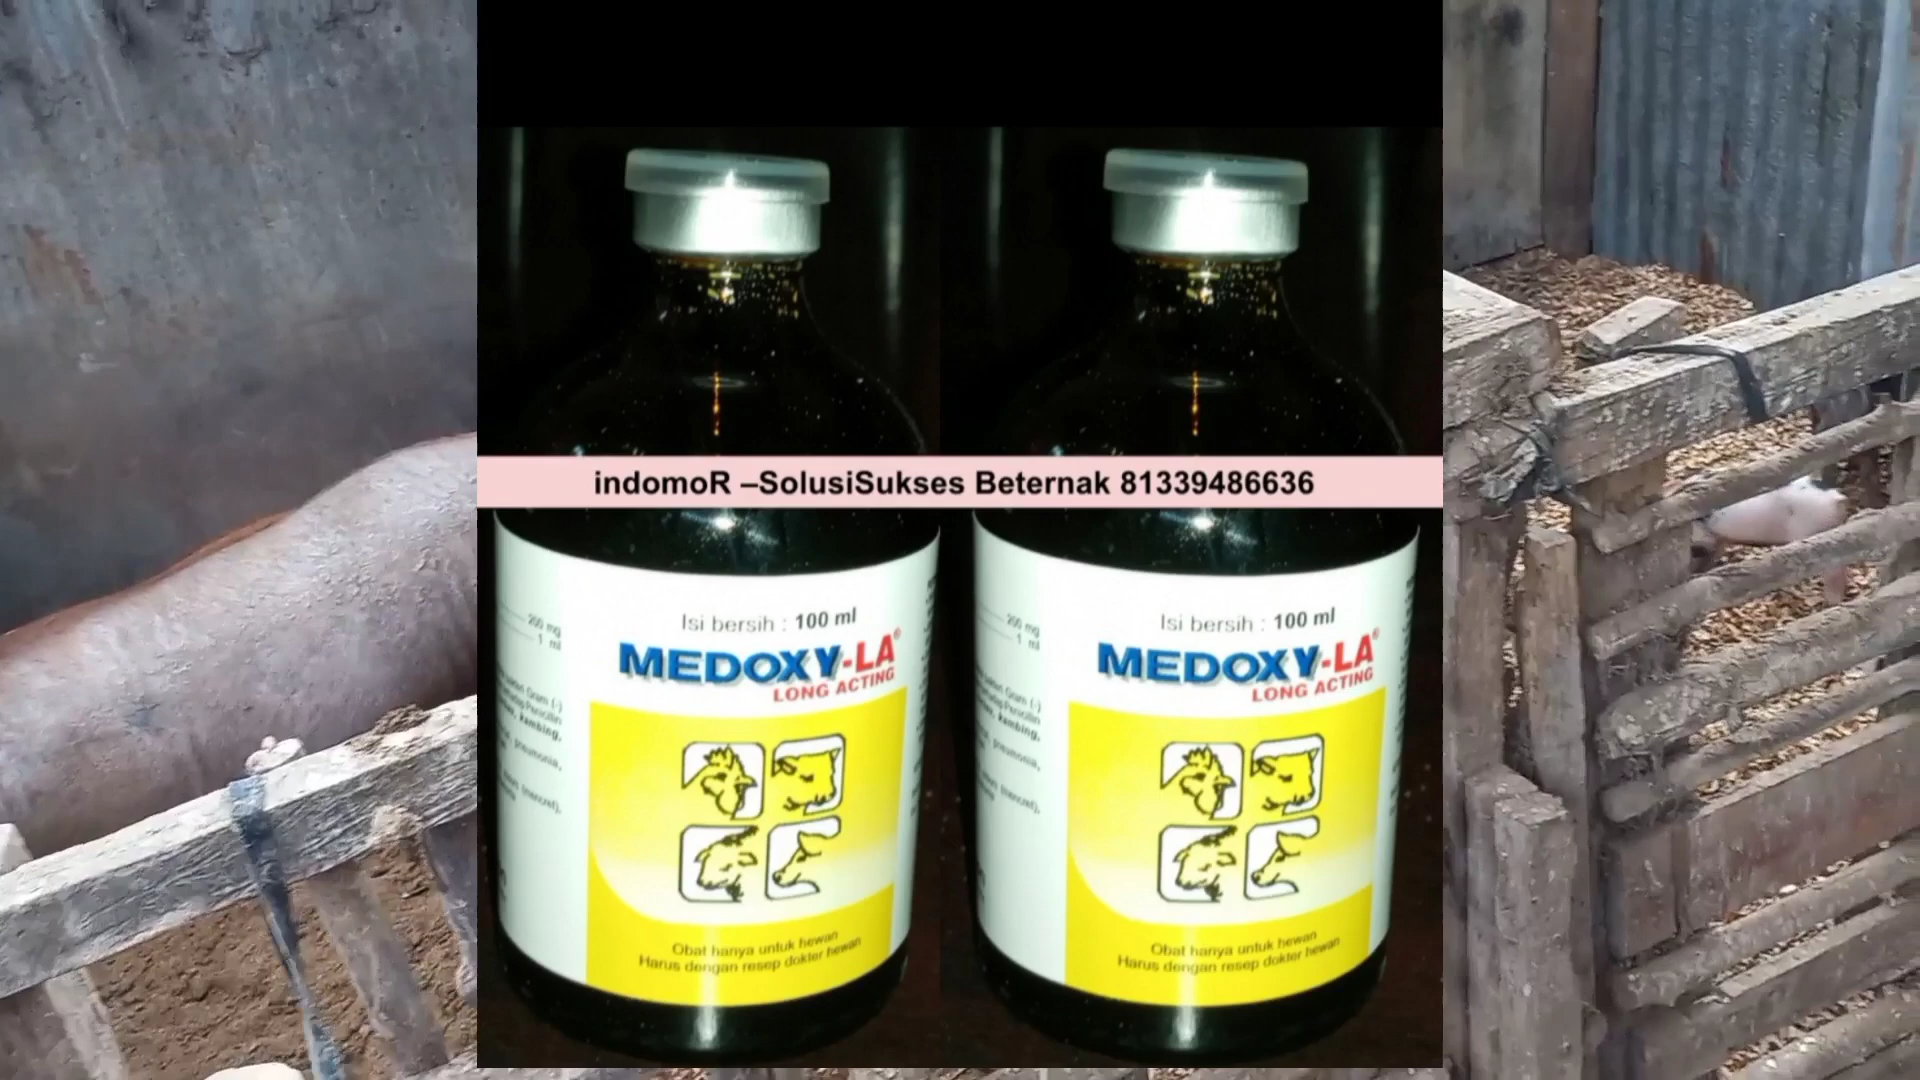 indomoR –SolusiSukses Beternak 81339486636
Isi bersih : 100 ml
MEDOXY-LA®
LONG ACTING
Obat hanya untuk hewan
Harus dengan resep dokter hewan
200 mg
1 ml
Isi bersih : 100 ml
MEDOXY-LA®
LONG ACTING
Obat hanya untuk hewan
Harus dengan resep dokter hewan
200 mg
1 ml